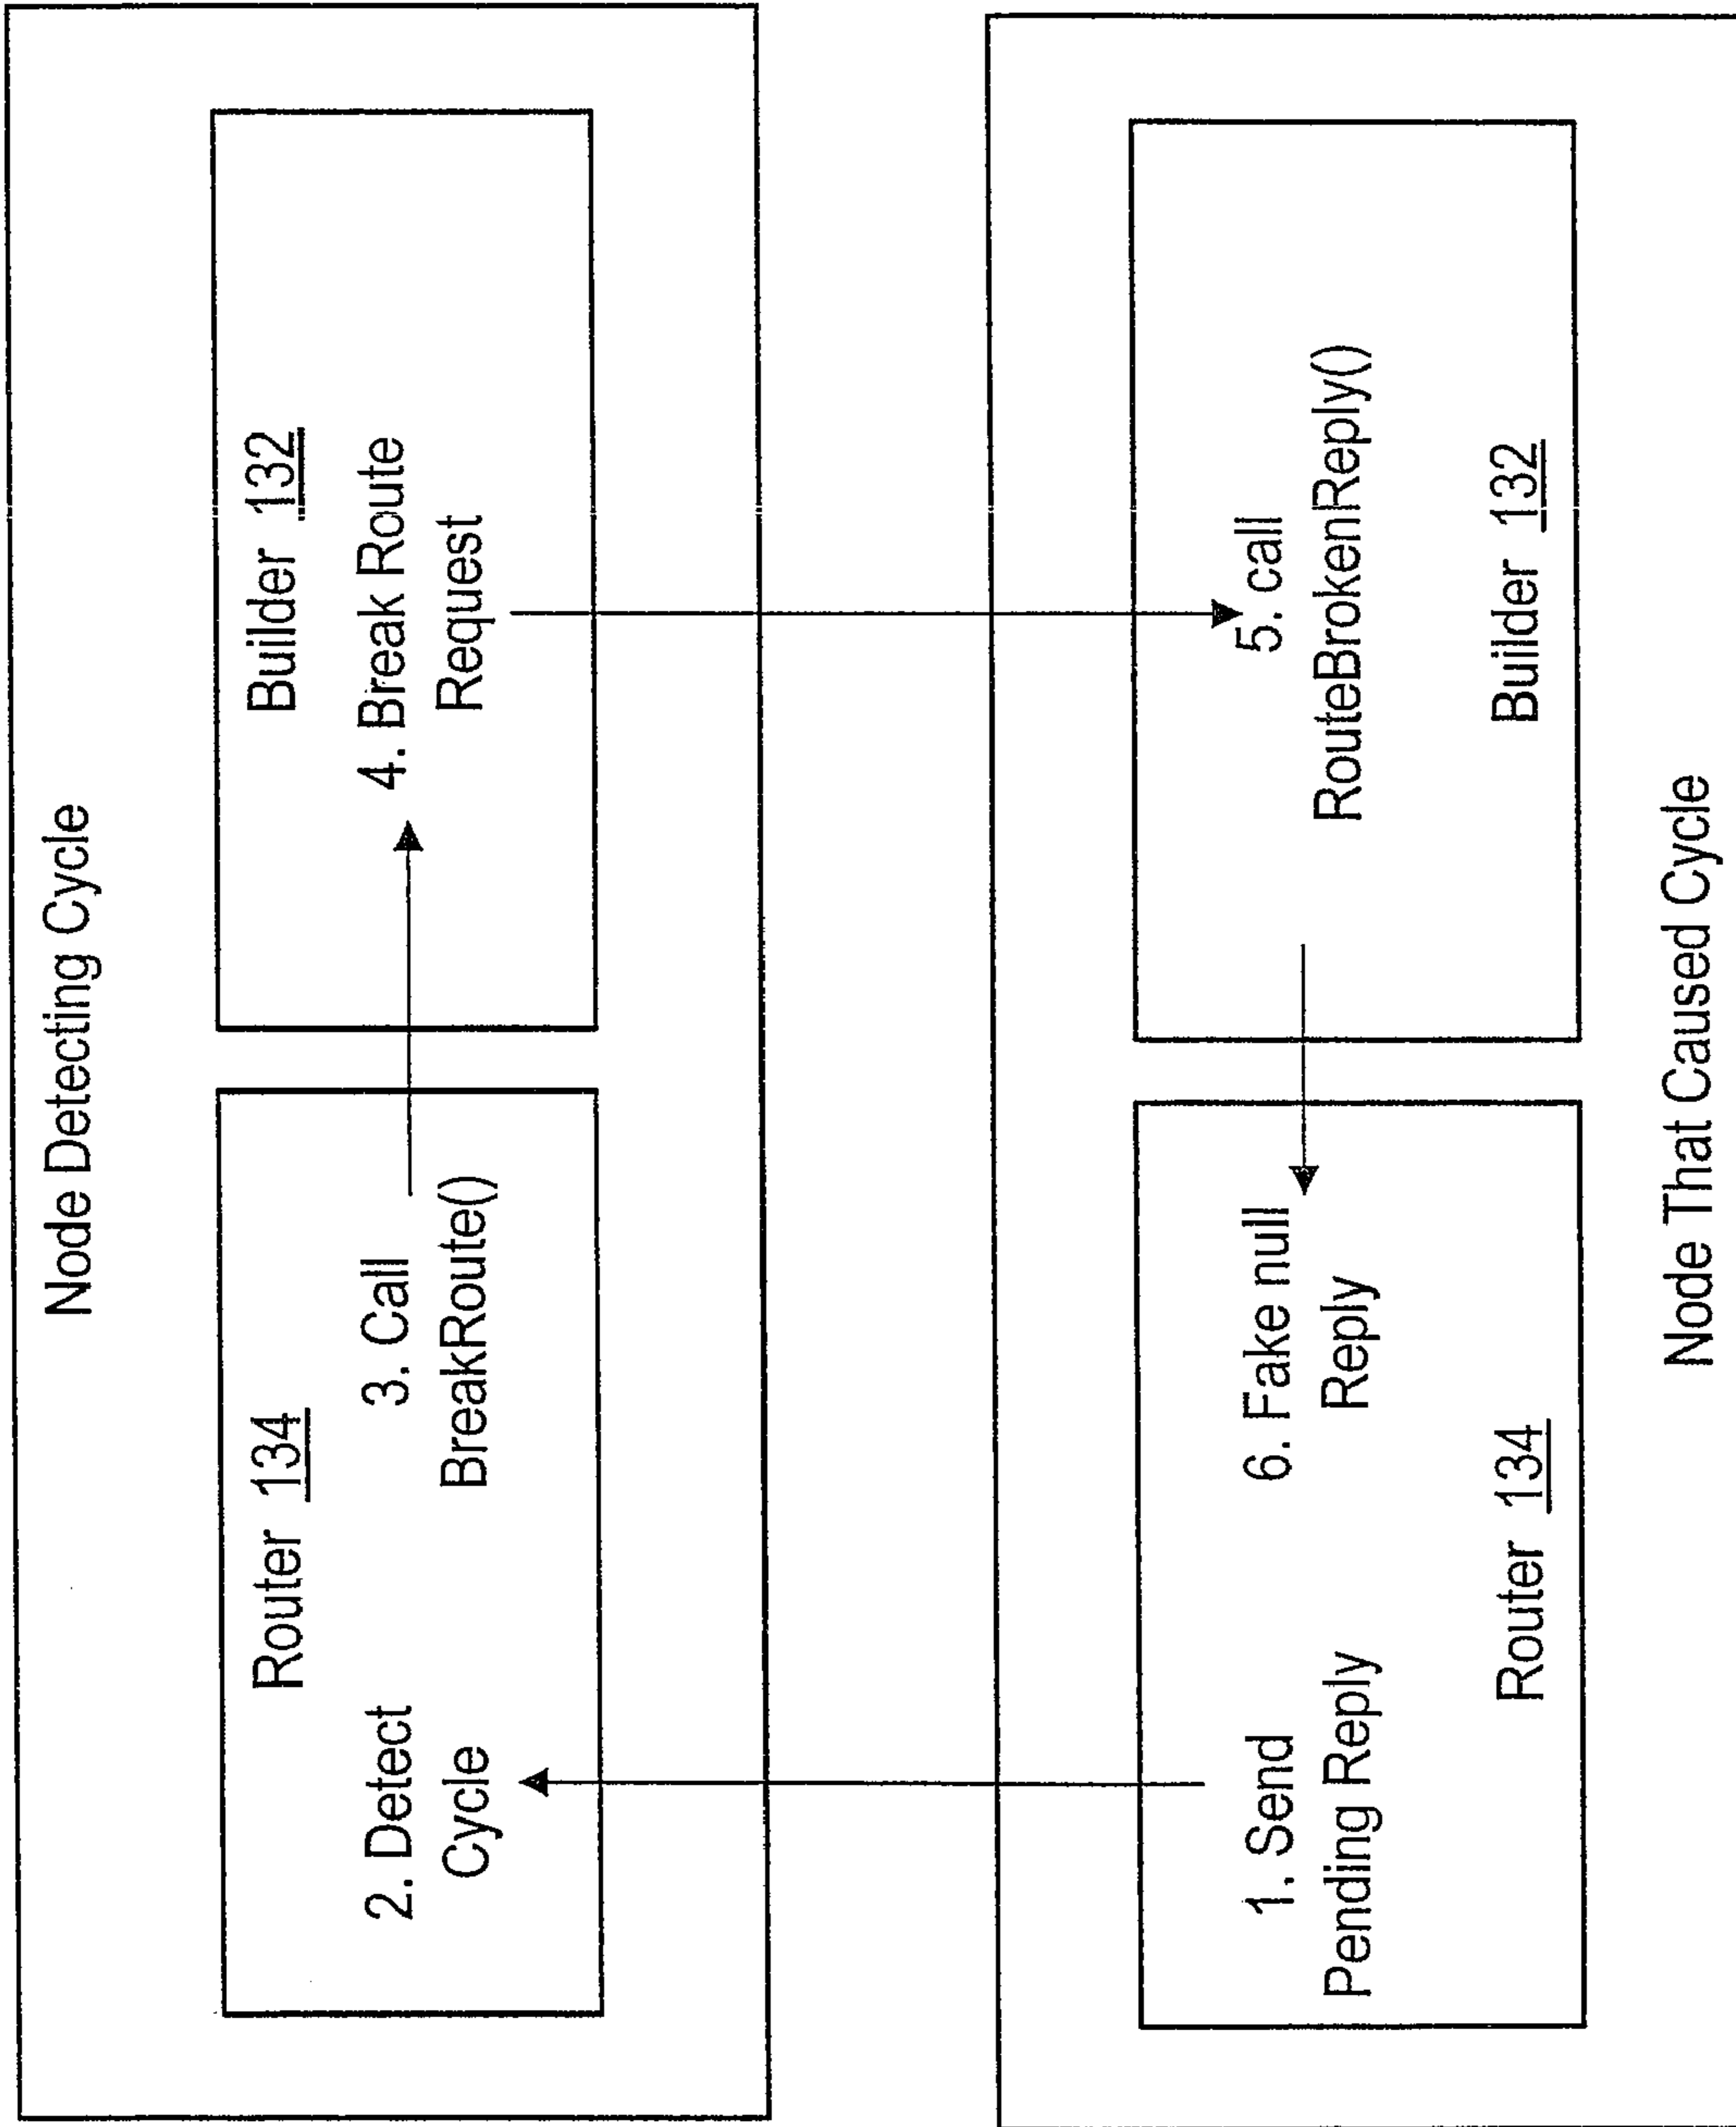 Node Detecting Cycle
Router 134
2. Detect
Cycle
3. Call
BreakRoute()
Builder 132
4. Break Route
Request
1. Send
Pending Reply
6. Fake null
Reply
Router 134
5. call
RouteBrokenReply()
Builder 132
Node That Caused Cycle